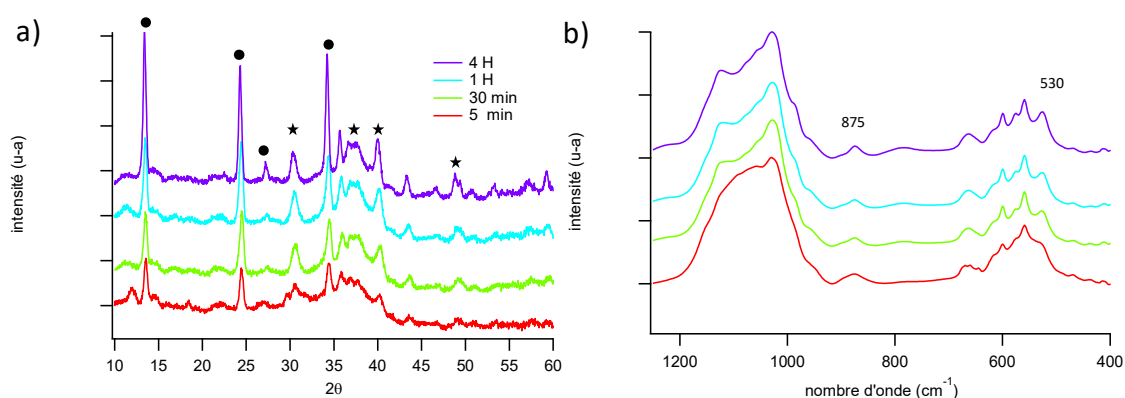 a)
4 H
1 H
30 min
5 min
intensité (u-a)
10 15 20 25 30 35 40 45 50 55 60
2θ
b)
875
530
intensité (u-a)
1200 1000 800 600 400
nombre d'onde (cm⁻¹)